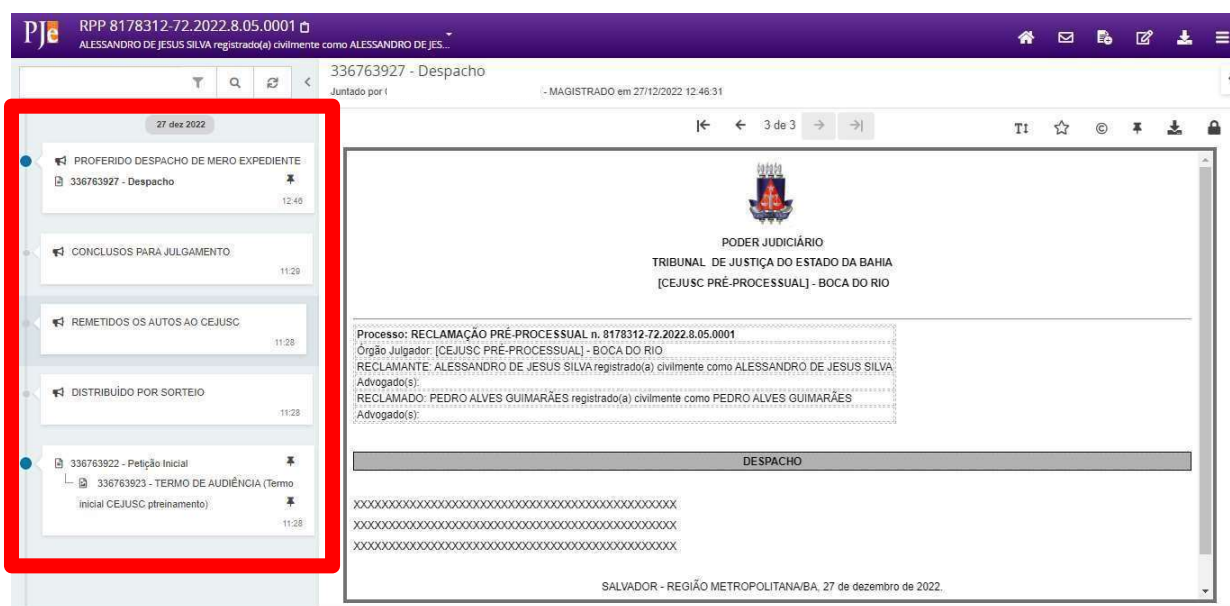 PJe
RPP 8178312-72.2022.8.05.0001
ALESSANDRO DE JESUS SILVA registrado(a) civilmente como ALESSANDRO DE JES...
27 dez 2022
PROFERIDO DESPACHO DE MERO EXPEDIENTE
336763927 - Despacho
12:46
CONCLUSOS PARA JULGAMENTO
11:29
REMETIDOS OS AUTOS AO CEJUSC
11:28
DISTRIBUÍDO POR SORTEIO
11:28
336763922 - Petição Inicial
336763923 - TERMO DE AUDIÊNCIA (Termo
inicial CEJUSC ptreinamento)
11:28
336763927 - Despacho
Juntado por ( - MAGISTRADO em 27/12/2022 12:46:31
3 de 3
PODER JUDICIÁRIO
TRIBUNAL DE JUSTIÇA DO ESTADO DA BAHIA
[CEJUSC PRÉ-PROCESSUAL] - BOCA DO RIO
Processo: RECLAMAÇÃO PRÉ-PROCESSUAL n. 8178312-72.2022.8.05.0001
Órgão Julgador: [CEJUSC PRÉ-PROCESSUAL] - BOCA DO RIO
RECLAMANTE: ALESSANDRO DE JESUS SILVA registrado(a) civilmente como ALESSANDRO DE JESUS SILVA
Advogado(s):
RECLAMADO: PEDRO ALVES GUIMARÃES registrado(a) civilmente como PEDRO ALVES GUIMARÃES
Advogado(s):
DESPACHO
XXXXXXXXXXXXXXXXXXXXXXXXXXXXXXXXXXXXXXXXXXXXXX
XXXXXXXXXXXXXXXXXXXXXXXXXXXXXXXXXXXXXXXXXXXXXX
XXXXXXXXXXXXXXXXXXXXXXXXXXXXXXXXXXXXXXXXXXXXXX
SALVADOR - REGIÃO METROPOLITANA/BA, 27 de dezembro de 2022.